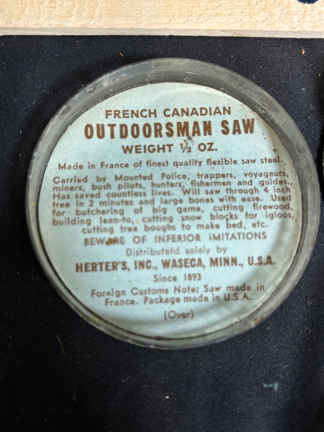 FRENCH CANADIAN
OUTDOORSMAN SAW
WEIGHT ½ OZ.
Made in France of finest quality flexible saw steel.
Carried by Mounted Police, trappers, voyaguuts,
miners, bush pilots, hunters, fishermen and guides.
Has saved countless lives. Will saw through 4 inch
tree in 2 minutes and large bones with ease. Used
for butchering of big game, cutting firewood,
building lean-to, cutting snow blocks for igloos,
cutting tree boughs to make bed, etc.
BEWARE OF INFERIOR IMITATIONS
Distributed solely by
HERTER'S, INC., WASECA, MINN., U.S.A.
Since 1893
Foreign Customs Note: Saw made in
France. Package made in U.S.A.
(Over)